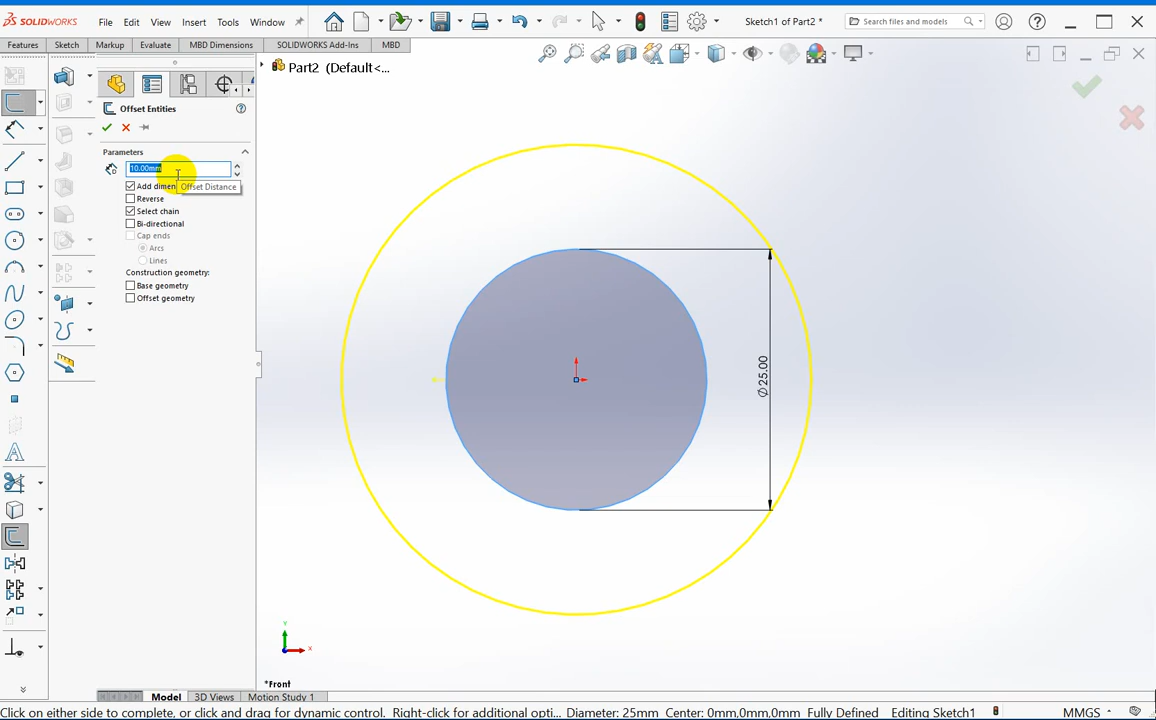 SOLIDWORKS File Edit View Insert Tools Window Sketch1 of Part2 * Search files and models
Features Sketch Markup Evaluate MBD Dimensions SOLIDWORKS Add-Ins MBD
Part2 (Default<...
Offset Entities
Parameters
10.00mm
Add dimen
Offset Distance
Reverse
Select chain
Bi-directional
Cap ends
Arcs
Lines
Construction geometry:
Base geometry
Offset geometry
Ø25.00
Y
X
*Front
Model 3D Views Motion Study 1
Click on either side to complete, or click and drag for dynamic control. Right-click for additional opti... Diameter: 25mm Center: 0mm,0mm,0mm Fully Defined Editing Sketch1 MMGS